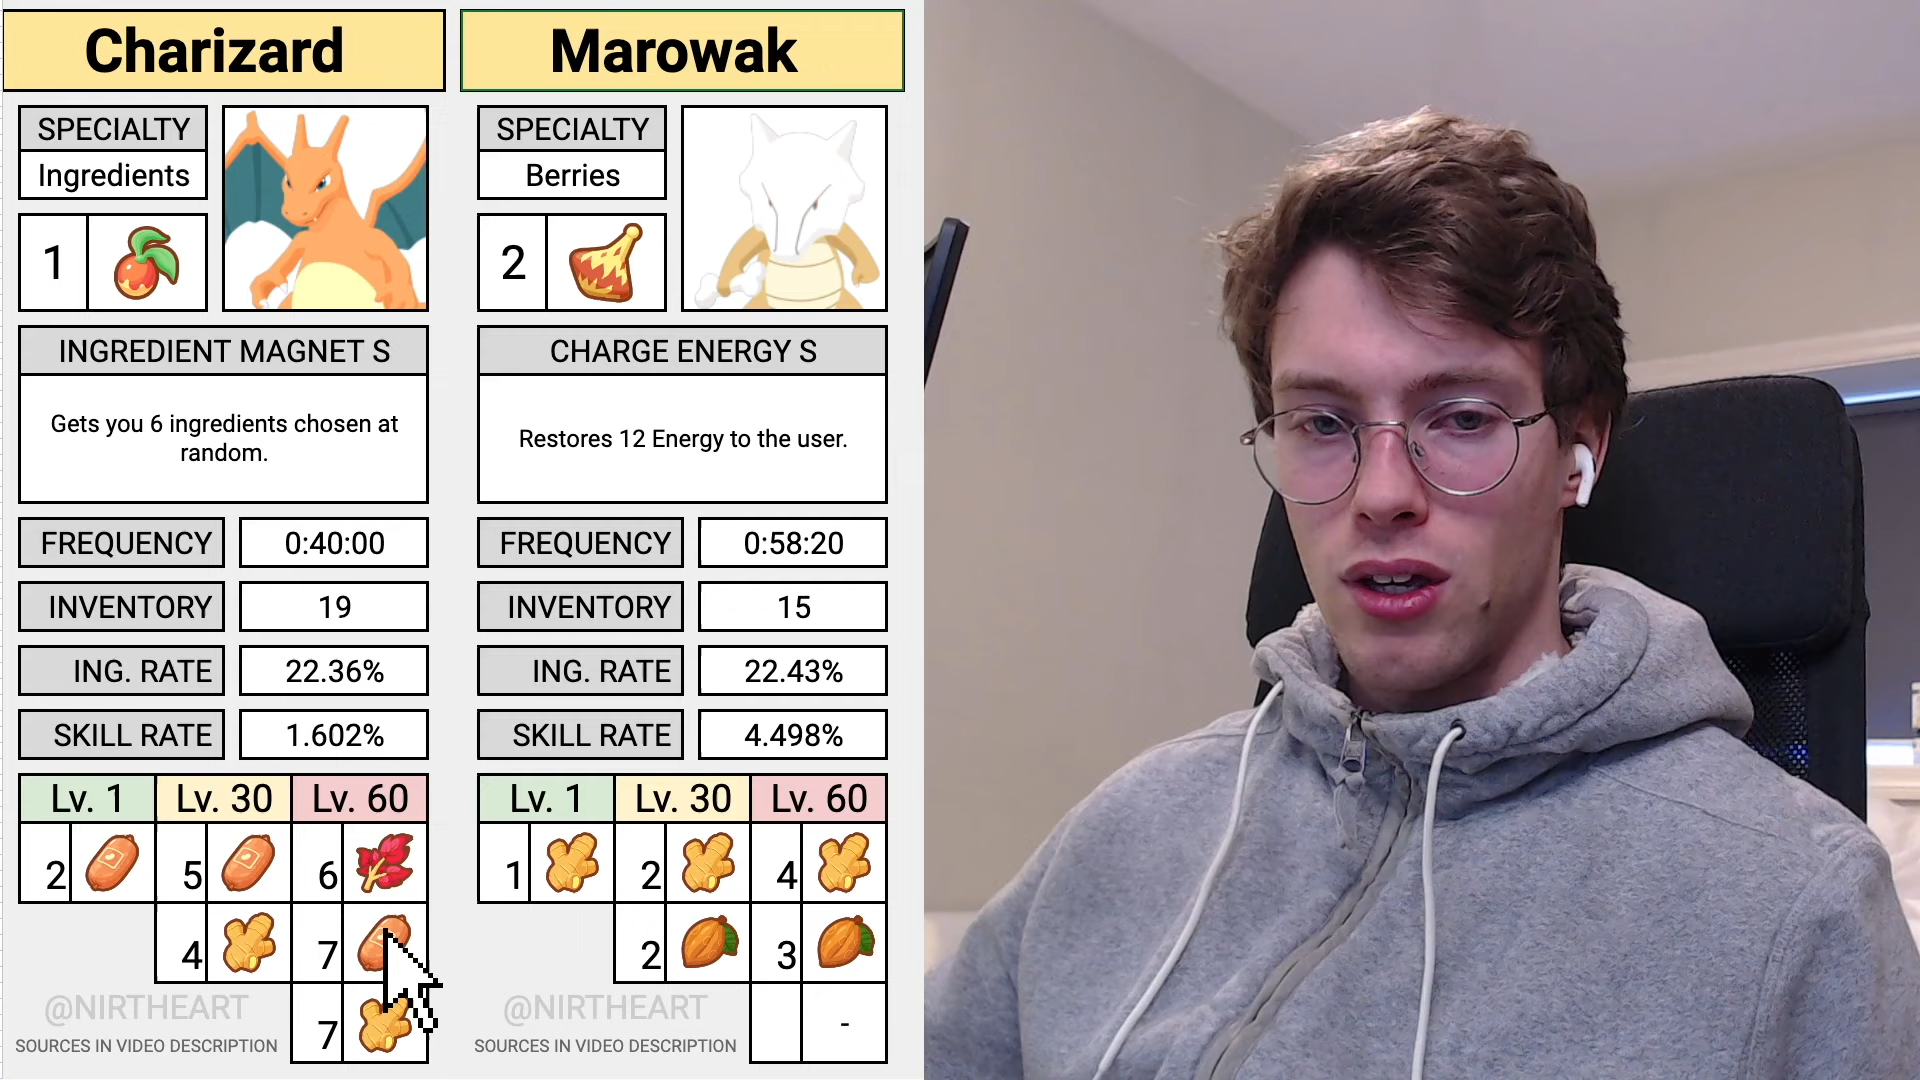 Charizard
SPECIALTY
Ingredients
1
INGREDIENT MAGNET S
Gets you 6 ingredients chosen at
random.
FREQUENCY
0:40:00
INVENTORY
19
ING. RATE
22.36%
SKILL RATE
1.602%
Lv. 1
Lv. 30
Lv. 60
2
5
6
4
7
7
@NIRTHEART
SOURCES IN VIDEO DESCRIPTION
Marowak
SPECIALTY
Berries
2
CHARGE ENERGY S
Restores 12 Energy to the user.
FREQUENCY
0:58:20
INVENTORY
15
ING. RATE
22.43%
SKILL RATE
4.498%
Lv. 1
Lv. 30
Lv. 60
1
2
4
2
3
-
@NIRTHEART
SOURCES IN VIDEO DESCRIPTION